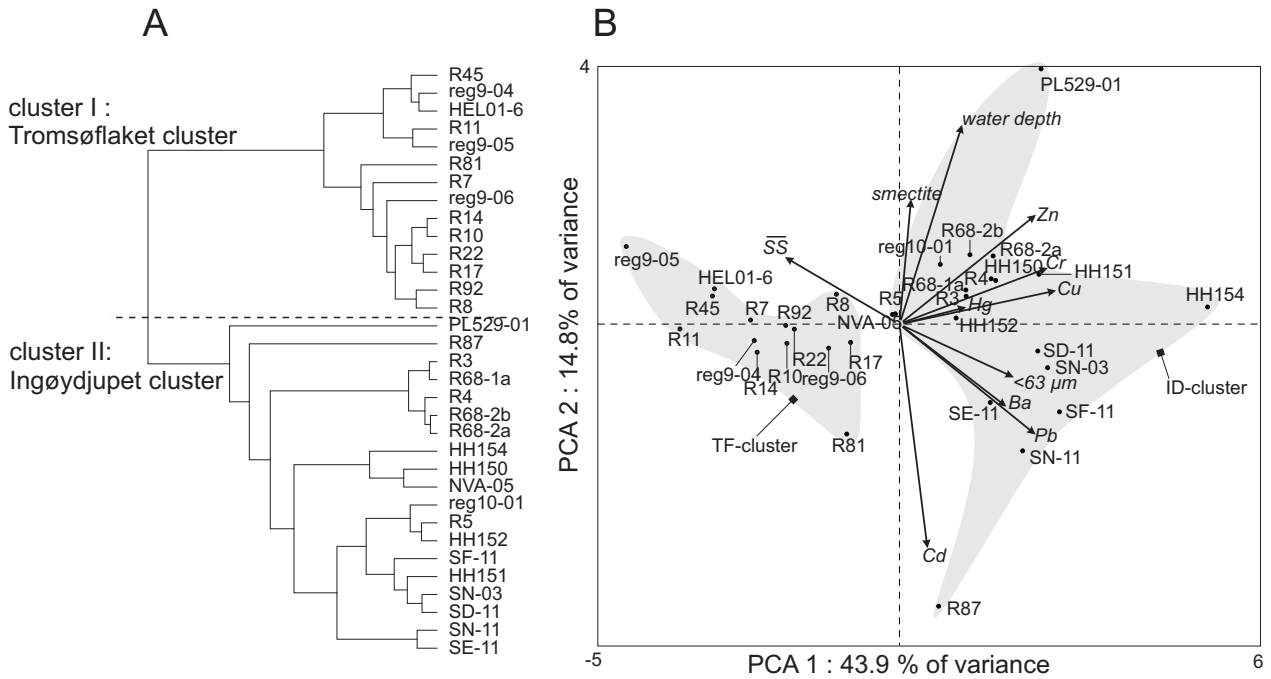 A
cluster I :
Tromsøflaket cluster
R45
reg9-04
HEL01-6
R11
reg9-05
R81
R7
reg9-06
R14
R10
R22
R17
R92
R8
cluster II:
Ingøydjupet cluster
PL529-01
R87
R3
R68-1a
R4
R68-2b
R68-2a
HH154
HH150
NVA-05
reg10-01
R5
HH152
SF-11
HH151
SN-03
SD-11
SN-11
SE-11
B
4
PL529-01
water depth
smectite
Zn
R68-2b
SS
reg10-01
R68-2a
reg9-05
HH150
Cr
HH151
HEL01-6
R68-1a
R4
Cu
R45
R7
R92
R8
R5
R3
Hg
HH154
NVA-05
HH152
R11
R22
R17
SD-11
SN-03
reg9-04
R10
reg9-06
<63 µm
ID-cluster
R14
SE-11
Ba
SF-11
TF-cluster
R81
Pb
SN-11
Cd
R87
PCA 2 : 14.8% of variance
-5
PCA 1 : 43.9 % of variance
6